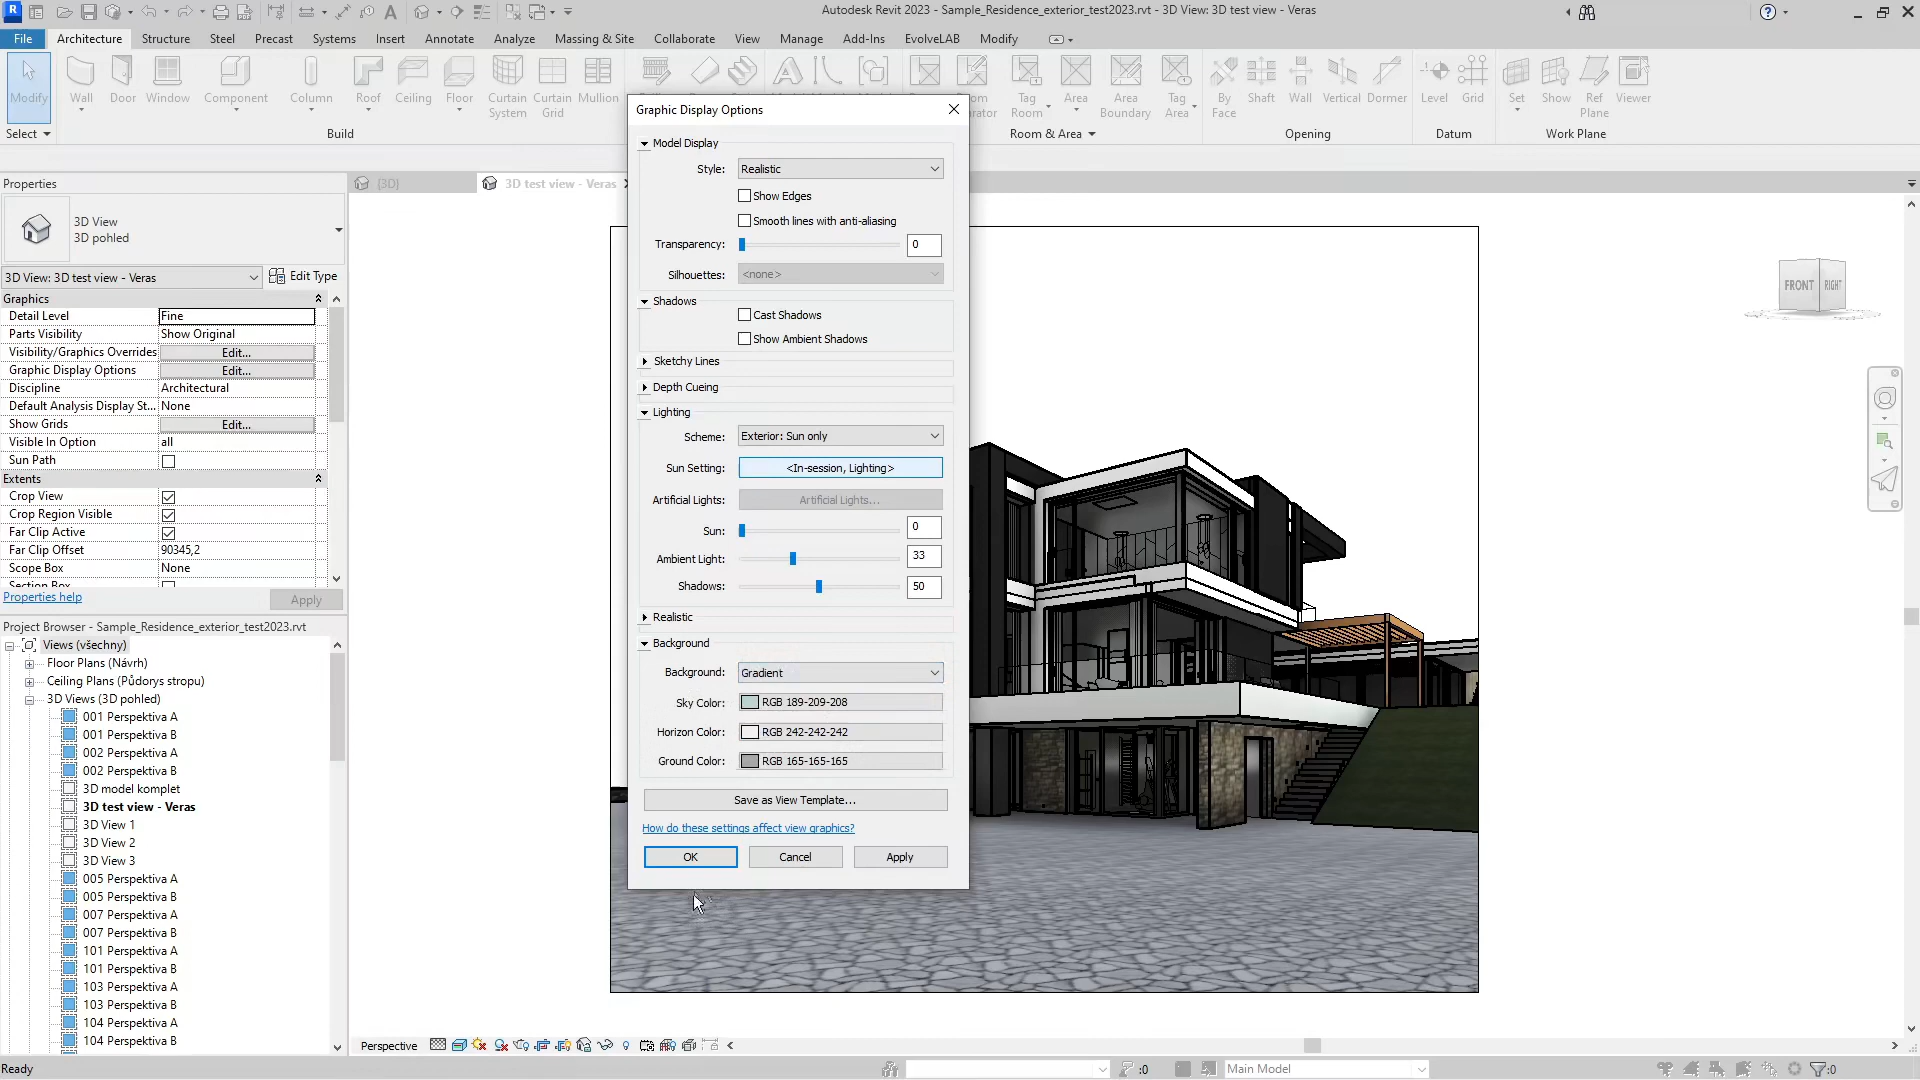 Autodesk Revit 2023 - Sample_Residence_exterior_test2023.rvt - 3D View: 3D test view - Veras
File Architecture Structure Steel Precast Systems Insert Annotate Analyze Massing & Site Collaborate View Manage Add-Ins EvolveLAB Modify
Modify Wall Door Window Component Column Roof Ceiling Floor Curtain System Curtain Grid Mullion Tag Room Area Area Boundary Tag Area By Face Shaft Wall Vertical Dormer Level Grid Set Show Ref Plane Viewer
Select Build Room & Area Opening Datum Work Plane
Properties
{3D}
3D test view - Veras
3D View
3D pohled
3D View: 3D test view - Veras Edit Type
Graphics
Detail Level Fine
Parts Visibility Show Original
Visibility/Graphics Overrides Edit...
Graphic Display Options Edit...
Discipline Architectural
Default Analysis Display St... None
Show Grids Edit...
Visible In Option all
Sun Path
Extents
Crop View
Crop Region Visible
Far Clip Active
Far Clip Offset 90345,2
Scope Box None
Section Box
Properties help Apply
Project Browser - Sample_Residence_exterior_test2023.rvt
Views (všechny)
Floor Plans (Návrh)
Ceiling Plans (Půdorys stropu)
3D Views (3D pohled)
001 Perspektiva A
001 Perspektiva B
002 Perspektiva A
002 Perspektiva B
3D model komplet
3D test view - Veras
3D View 1
3D View 2
3D View 3
005 Perspektiva A
005 Perspektiva B
007 Perspektiva A
007 Perspektiva B
101 Perspektiva A
101 Perspektiva B
103 Perspektiva A
103 Perspektiva B
104 Perspektiva A
104 Perspektiva B
Graphic Display Options
Model Display
Style: Realistic
Show Edges
Smooth lines with anti-aliasing
Transparency: 0
Silhouettes: <none>
Shadows
Cast Shadows
Show Ambient Shadows
Sketchy Lines
Depth Cueing
Lighting
Scheme: Exterior: Sun only
Sun Setting: <In-session, Lighting>
Artificial Lights: Artificial Lights...
Sun: 0
Ambient Light: 33
Shadows: 50
Realistic
Background
Background: Gradient
Sky Color: RGB 189-209-208
Horizon Color: RGB 242-242-242
Ground Color: RGB 165-165-165
Save as View Template...
How do these settings affect view graphics?
OK Cancel Apply
FRONT RIGHT
Perspective
Ready :0 Main Model :0